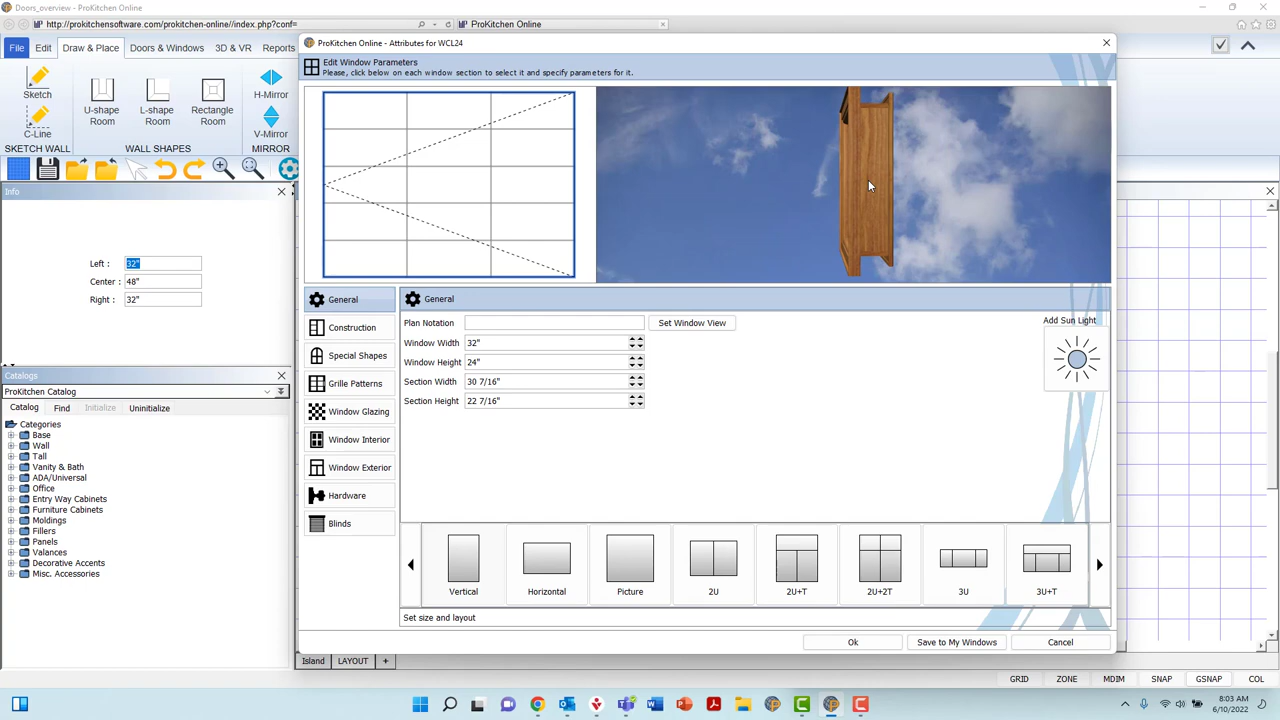 Doors_overview - ProKitchen Online
http://prokitchensoftware.com/prokitchen-online//index.php?conf=
ProKitchen Online
File Edit Draw & Place Doors & Windows 3D & VR Reports
Sketch
C-Line
SKETCH WALL
U-shape Room
L-shape Room
Rectangle Room
WALL SHAPES
H-Mirror
V-Mirror
MIRROR
Info
Left : 32"
Center : 48"
Right : 32"
Catalogs
ProKitchen Catalog
Catalog Find Initialize Uninitialize
Categories
Base
Wall
Tall
Vanity & Bath
ADA/Universal
Office
Entry Way Cabinets
Furniture Cabinets
Moldings
Fillers
Panels
Valances
Decorative Accents
Misc. Accessories
ProKitchen Online - Attributes for WCL24
Edit Window Parameters
Please, click below on each window section to select it and specify parameters for it.
General
Construction
Special Shapes
Grille Patterns
Window Glazing
Window Interior
Window Exterior
Hardware
Blinds
General
Plan Notation Set Window View
Window Width 32"
Window Height 24"
Section Width 30 7/16"
Section Height 22 7/16"
Add Sun Light
Vertical Horizontal Picture 2U 2U+T 2U+2T 3U 3U+T
Set size and layout
Ok Save to My Windows Cancel
Island LAYOUT +
GRID ZONE MDIM SNAP GSNAP COL
8:03 AM
6/10/2022